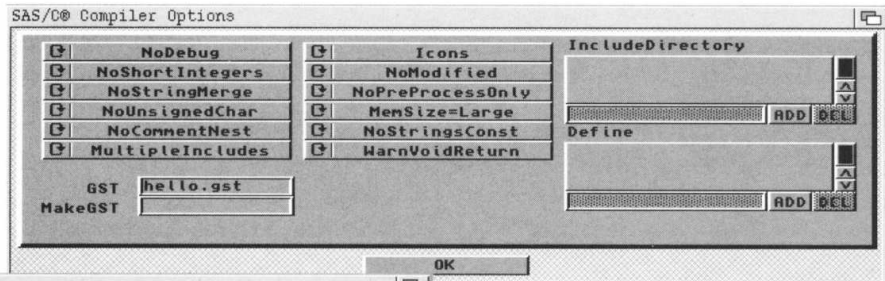 SAS/C® Compiler Options
NoDebug
NoShortIntegers
NoStringMerge
NoUnsignedChar
NoCommentNest
MultipleIncludes
Icons
NoModified
NoPreProcessOnly
MemSize=Large
NoStringsConst
WarnVoidReturn
GST hello.gst
MakeGST
IncludeDirectory
ADD DEL
Define
ADD DEL
OK